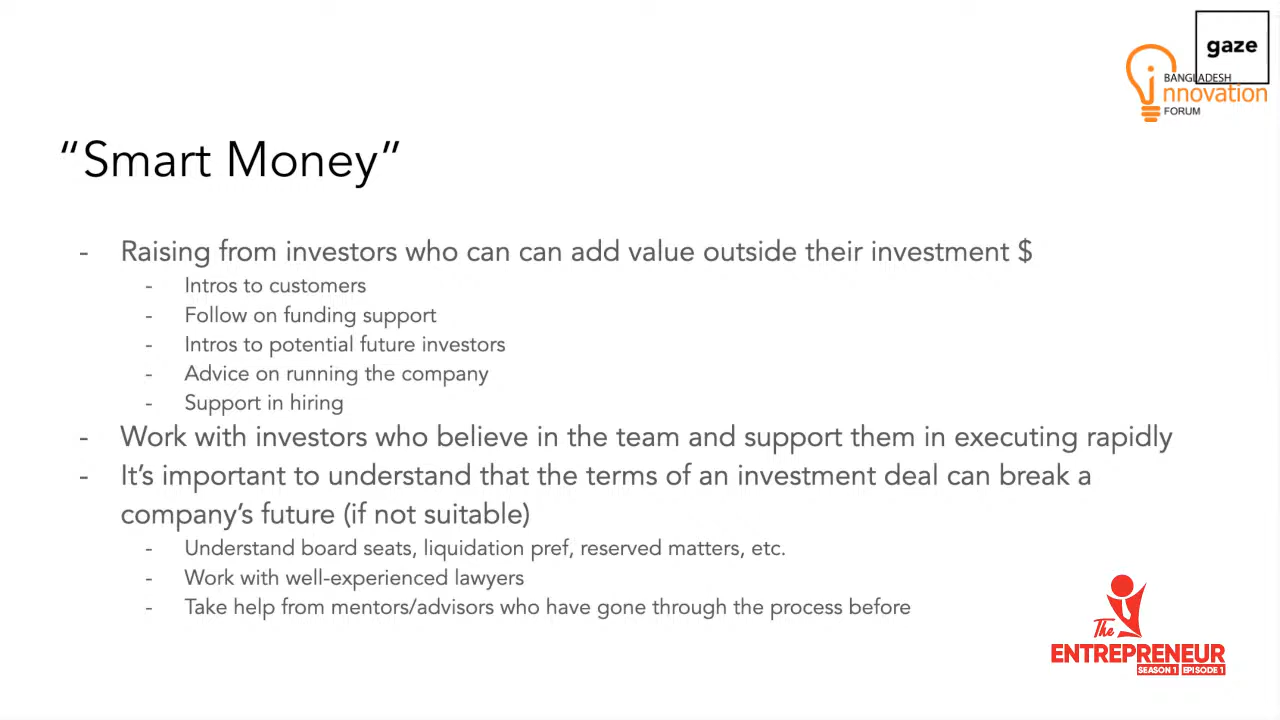 gaze
BANGLADESH
innovation
FORUM
“Smart Money”
- Raising from investors who can can add value outside their investment $
- Intros to customers
- Follow on funding support
- Intros to potential future investors
- Advice on running the company
- Support in hiring
- Work with investors who believe in the team and support them in executing rapidly
- It’s important to understand that the terms of an investment deal can break a
company’s future (if not suitable)
- Understand board seats, liquidation pref, reserved matters, etc.
- Work with well-experienced lawyers
- Take help from mentors/advisors who have gone through the process before
The
ENTREPRENEUR
SEASON 1 EPISODE 1